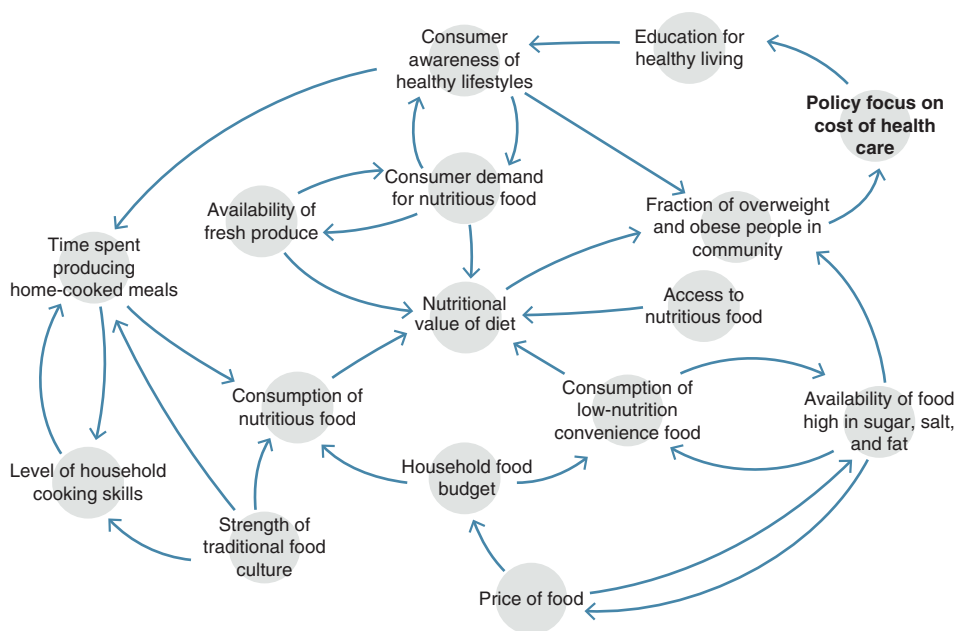 Consumer
awareness of
healthy lifestyles
Education for
healthy living
Policy focus on
cost of health
care
Consumer demand
for nutritious food
Availability of
fresh produce
Fraction of overweight
and obese people in
community
Time spent
producing
home-cooked meals
Nutritional
value of diet
Access to
nutritious food
Consumption of
nutritious food
Consumption of
low-nutrition
convenience food
Availability of food
high in sugar, salt,
and fat
Level of household
cooking skills
Household food
budget
Strength of
traditional food
culture
Price of food